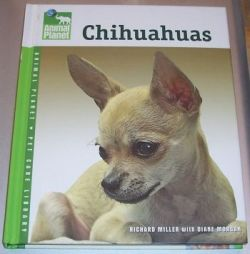 Animal
Planet
Chihuahuas
ANIMAL PLANET ♥ PET CARE LIBRARY
RICHARD MILLER WITH DIANE MORGAN